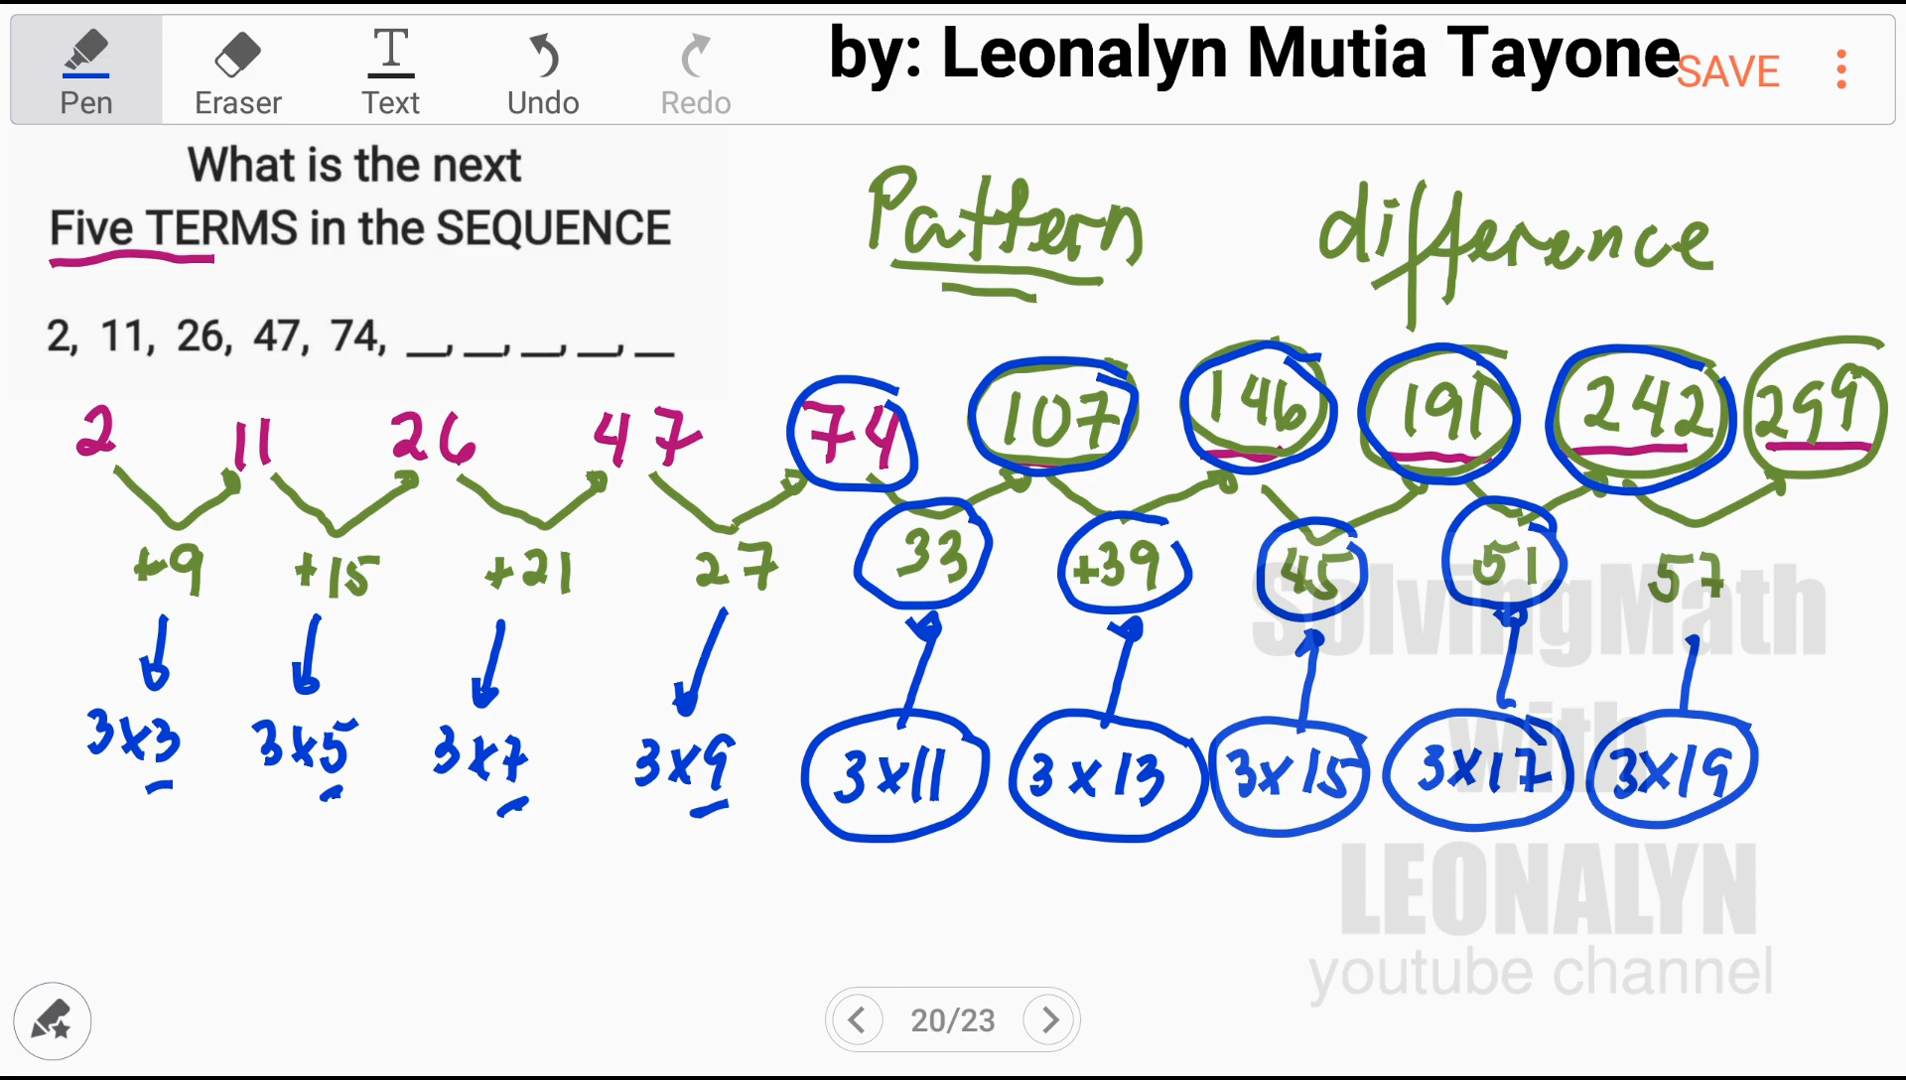 by: Leonalyn Mutia Tayone
Pen Eraser Text Undo Redo SAVE
What is the next
Five TERMS in the SEQUENCE
2, 11, 26, 47, 74, __, __, __, __, __
Pattern difference
2 11 26 47 74 107 146 191 242 299
+9 +15 +21 27 33 +39 45 51 57
3x3 3x5 3x7 3x9 3x11 3x13 3x15 3x17 3x19
SolvingMath
with
LEONALYN
youtube channel
20/23